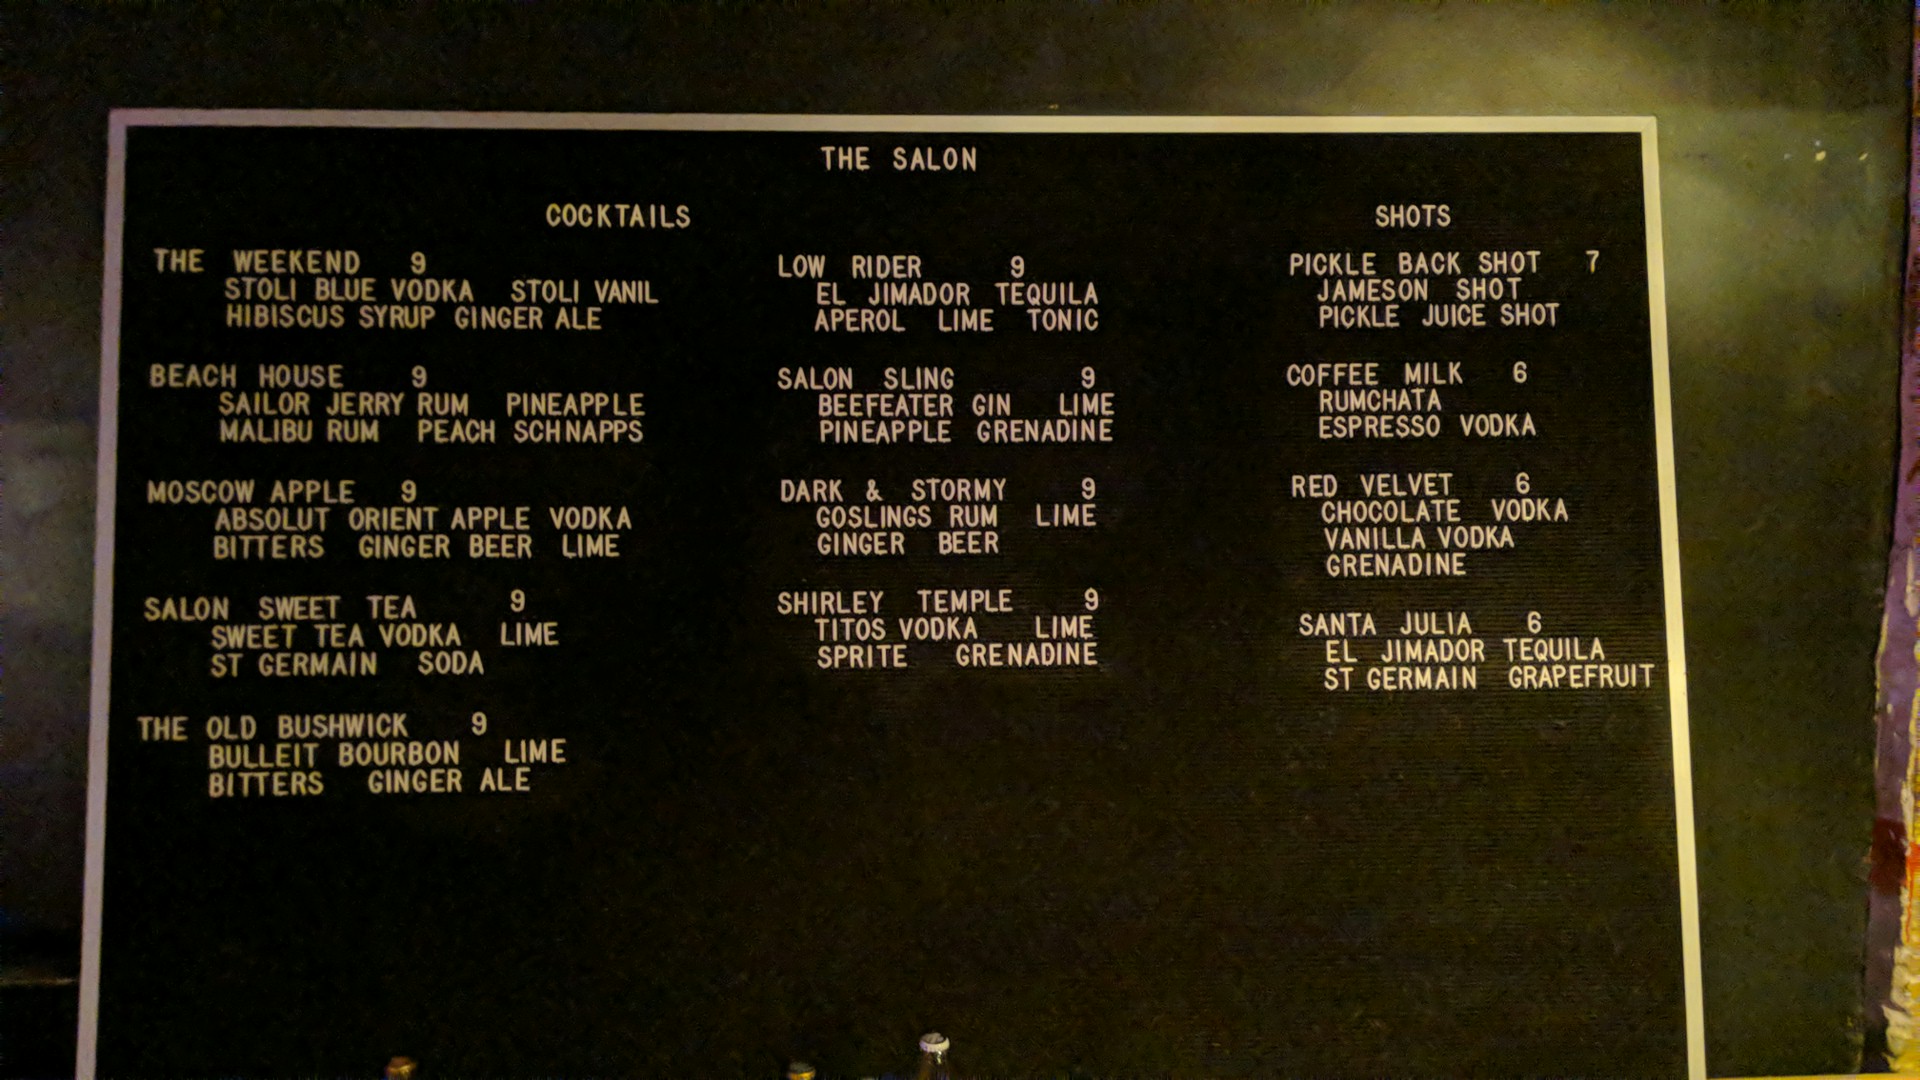 THE SALON
COCKTAILS
THE WEEKEND 9
STOLI BLUE VODKA STOLI VANIL
HIBISCUS SYRUP GINGER ALE
BEACH HOUSE 9
SAILOR JERRY RUM PINEAPPLE
MALIBU RUM PEACH SCHNAPPS
MOSCOW APPLE 9
ABSOLUT ORIENT APPLE VODKA
BITTERS GINGER BEER LIME
SALON SWEET TEA 9
SWEET TEA VODKA LIME
ST GERMAIN SODA
THE OLD BUSHWICK 9
BULLEIT BOURBON LIME
BITTERS GINGER ALE
LOW RIDER 9
EL JIMADOR TEQUILA
APEROL LIME TONIC
SALON SLING 9
BEEFEATER GIN LIME
PINEAPPLE GRENADINE
DARK & STORMY 9
GOSLINGS RUM LIME
GINGER BEER
SHIRLEY TEMPLE 9
TITOS VODKA LIME
SPRITE GRENADINE
SHOTS
PICKLE BACK SHOT 7
JAMESON SHOT
PICKLE JUICE SHOT
COFFEE MILK 6
RUMCHATA
ESPRESSO VODKA
RED VELVET 6
CHOCOLATE VODKA
VANILLA VODKA
GRENADINE
SANTA JULIA 6
EL JIMADOR TEQUILA
ST GERMAIN GRAPEFRUIT